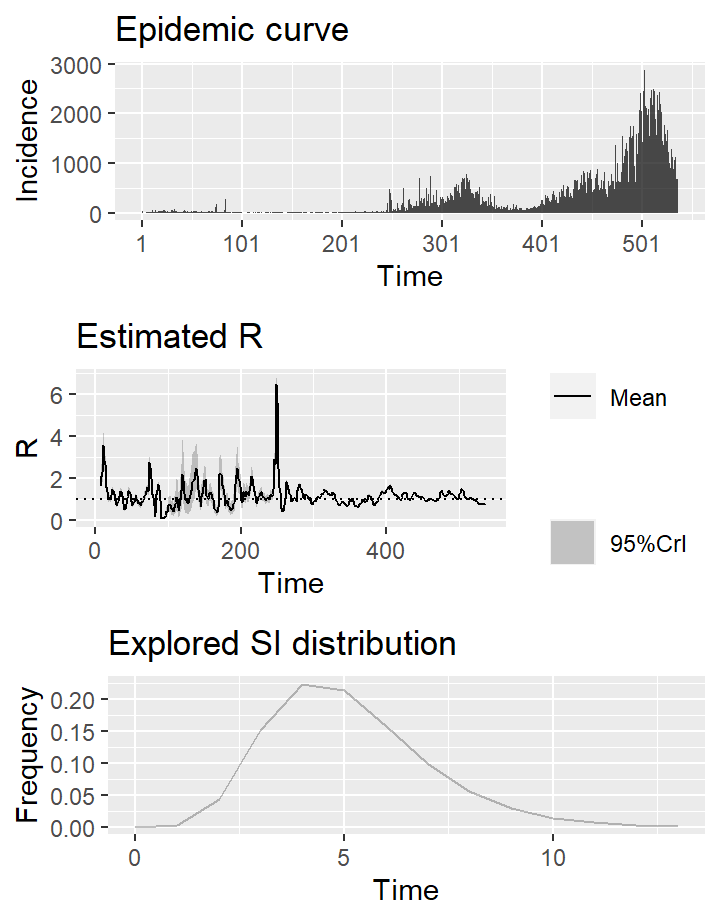 Epidemic curve
3000
2000
1000
0
Incidence
1 101 201 301 401 501
Time
Estimated R
6
4
2
0
R
0 200 400
Time
Mean
95%CrI
Explored SI distribution
0.20
0.15
0.10
0.05
0.00
Frequency
0 5 10
Time